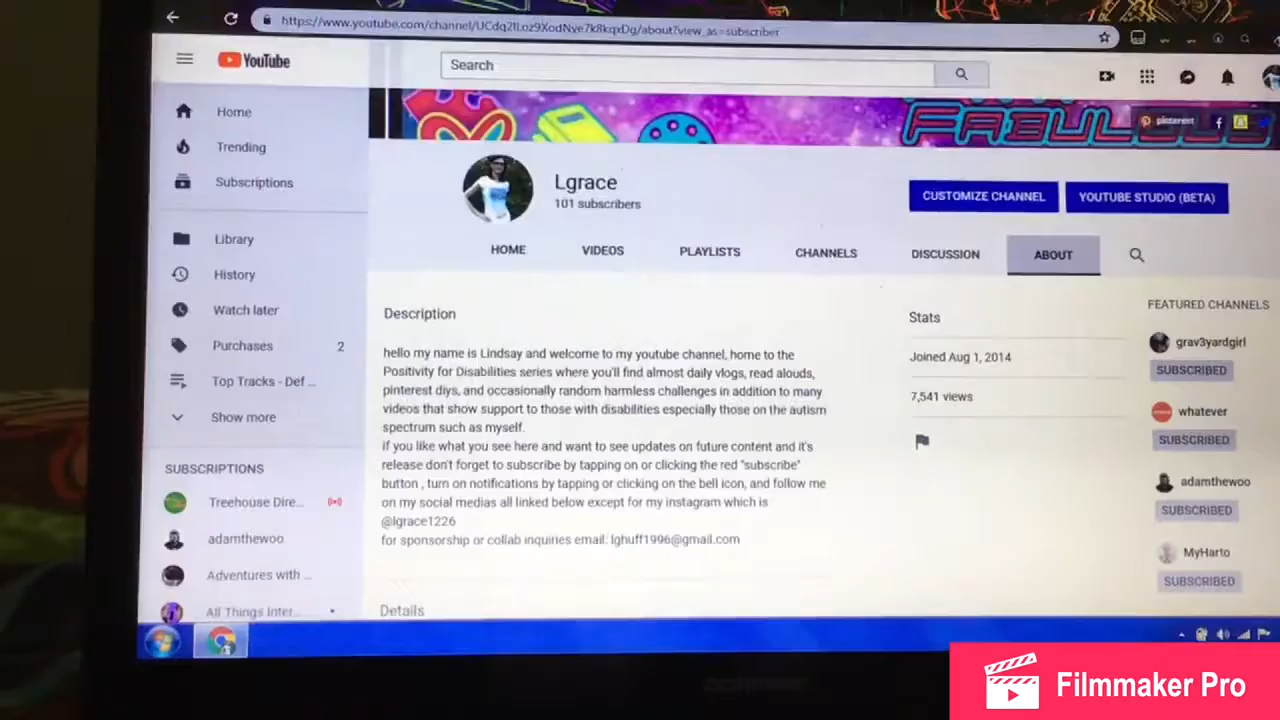 https://www.youtube.com/channel/UCdq2lLoz9XodNye7k8kqxDg/about?view_as=subscriber
YouTube
Search
FABULOUS
pinterest
Home
Trending
Subscriptions
Library
History
Watch later
Purchases 2
Top Tracks - Def ...
Show more
SUBSCRIPTIONS
Treehouse Dire...
adamthewoo
Adventures with ...
All Things Inter...
Lgrace
101 subscribers
CUSTOMIZE CHANNEL
YOUTUBE STUDIO (BETA)
HOME VIDEOS PLAYLISTS CHANNELS DISCUSSION ABOUT
Description
hello my name is Lindsay and welcome to my youtube channel, home to the
Positivity for Disabilities series where you'll find almost daily vlogs, read alouds,
pinterest diys, and occasionally random harmless challenges in addition to many
videos that show support to those with disabilities especially those on the autism
spectrum such as myself.
if you like what you see here and want to see updates on future content and it's
release don't forget to subscribe by tapping on or clicking the red "subscribe"
button , turn on notifications by tapping or clicking on the bell icon, and follow me
on my social medias all linked below except for my instagram which is
@lgrace1226
for sponsorship or collab inquiries email: lghuff1996@gmail.com
Details
Stats
Joined Aug 1, 2014
7,541 views
FEATURED CHANNELS
grav3yardgirl
SUBSCRIBED
whatever
SUBSCRIBED
adamthewoo
SUBSCRIBED
MyHarto
SUBSCRIBED
Filmmaker Pro